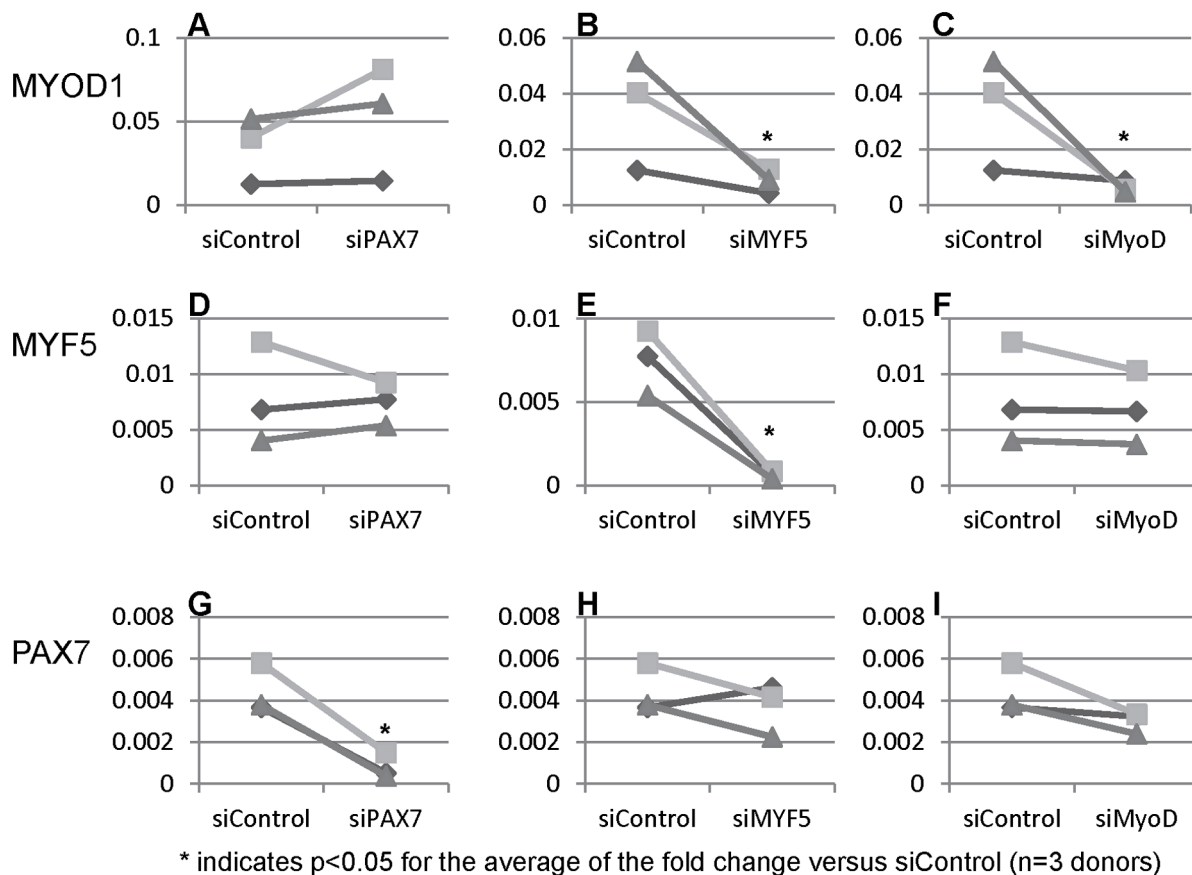 A B C
MYOD1
0.1 0.06 0.06
0.04 0.04
0.05
0.02 * 0.02 *
0 0 0
siControl siPAX7 siControl siMYF5 siControl siMyoD
D E F
MYF5
0.015 0.01 0.015
0.01 0.01
0.005
0.005 * 0.005
0 0 0
siControl siPAX7 siControl siMYF5 siControl siMyoD
G H I
PAX7
0.008 0.008 0.008
0.006 0.006 0.006
0.004 0.004 0.004
0.002 * 0.002 0.002
0 0 0
siControl siPAX7 siControl siMYF5 siControl siMyoD
* indicates p<0.05 for the average of the fold change versus siControl (n=3 donors)